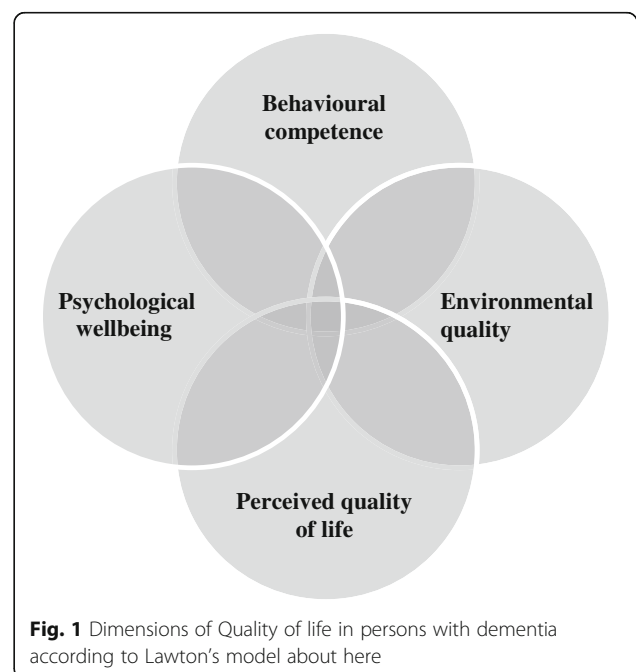 Behavioural
competence
Psychological
wellbeing
Environmental
quality
Perceived quality
of life
Fig. 1 Dimensions of Quality of life in persons with dementia
according to Lawton's model about here